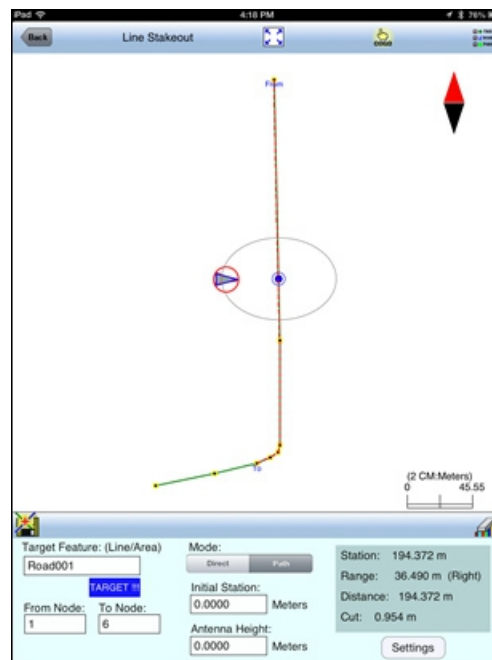 iPad 4:18 PM 76%
Back Line Stakeout COGO
From
To
(2 CM:Meters)
0 45.55
Target Feature: (Line/Area)
Road001
TARGET !!!
From Node: To Node:
1 6
Mode:
Direct Path
Initial Station:
0.0000 Meters
Antenna Height:
0.0000 Meters
Station: 194.372 m
Range: 36.490 m (Right)
Distance: 194.372 m
Cut: 0.954 m
Settings